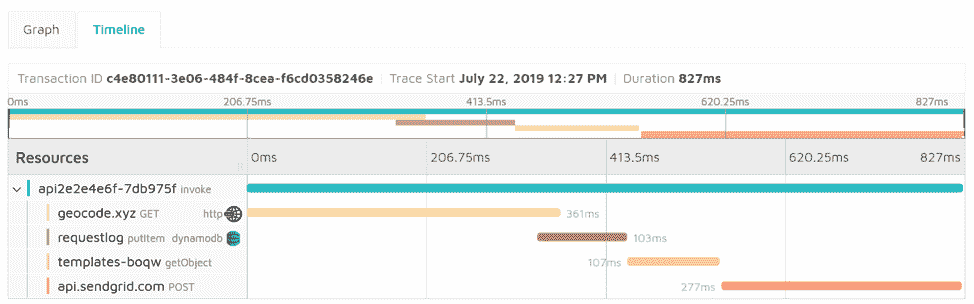 Graph Timeline
Transaction ID c4e80111-3e06-484f-8cea-f6cd0358246e Trace Start July 22, 2019 12:27 PM Duration 827ms
0ms 206.75ms 413.5ms 620.25ms 827ms
Resources 0ms 206.75ms 413.5ms 620.25ms 827ms
api2e2e4e6f-7db975f invoke
geocode.xyz GET http 361ms
requestlog putItem dynamodb 103ms
templates-boqw getObject 107ms
api.sendgrid.com POST 277ms